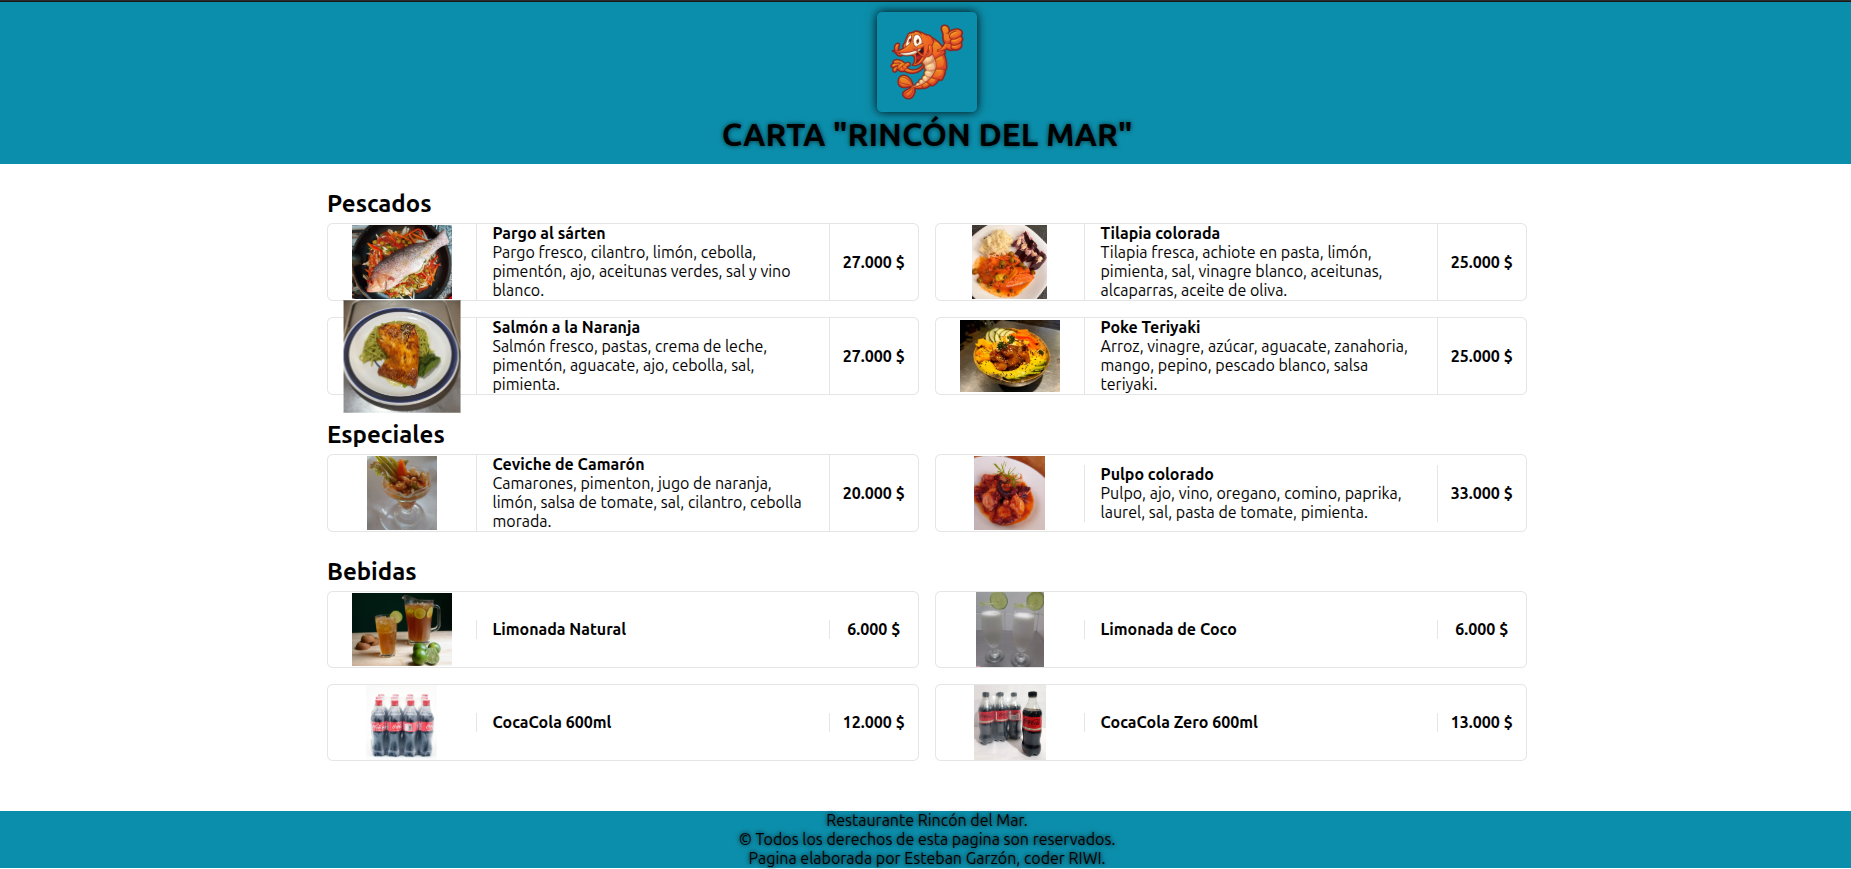 CARTA "RINCÓN DEL MAR"
Pescados
Pargo al sárten
Pargo fresco, cilantro, limón, cebolla,
pimentón, ajo, aceitunas verdes, sal y vino
blanco.
27.000 $
Tilapia colorada
Tilapia fresca, achiote en pasta, limón,
pimienta, sal, vinagre blanco, aceitunas,
alcaparras, aceite de oliva.
25.000 $
Salmón a la Naranja
Salmón fresco, pastas, crema de leche,
pimentón, aguacate, ajo, cebolla, sal,
pimienta.
27.000 $
Poke Teriyaki
Arroz, vinagre, azúcar, aguacate, zanahoria,
mango, pepino, pescado blanco, salsa
teriyaki.
25.000 $
Especiales
Ceviche de Camarón
Camarones, pimenton, jugo de naranja,
limón, salsa de tomate, sal, cilantro, cebolla
morada.
20.000 $
Pulpo colorado
Pulpo, ajo, vino, oregano, comino, paprika,
laurel, sal, pasta de tomate, pimienta.
33.000 $
Bebidas
Limonada Natural
6.000 $
Limonada de Coco
6.000 $
CocaCola 600ml
12.000 $
CocaCola Zero 600ml
13.000 $
Restaurante Rincón del Mar.
© Todos los derechos de esta pagina son reservados.
Pagina elaborada por Esteban Garzón, coder RIWI.